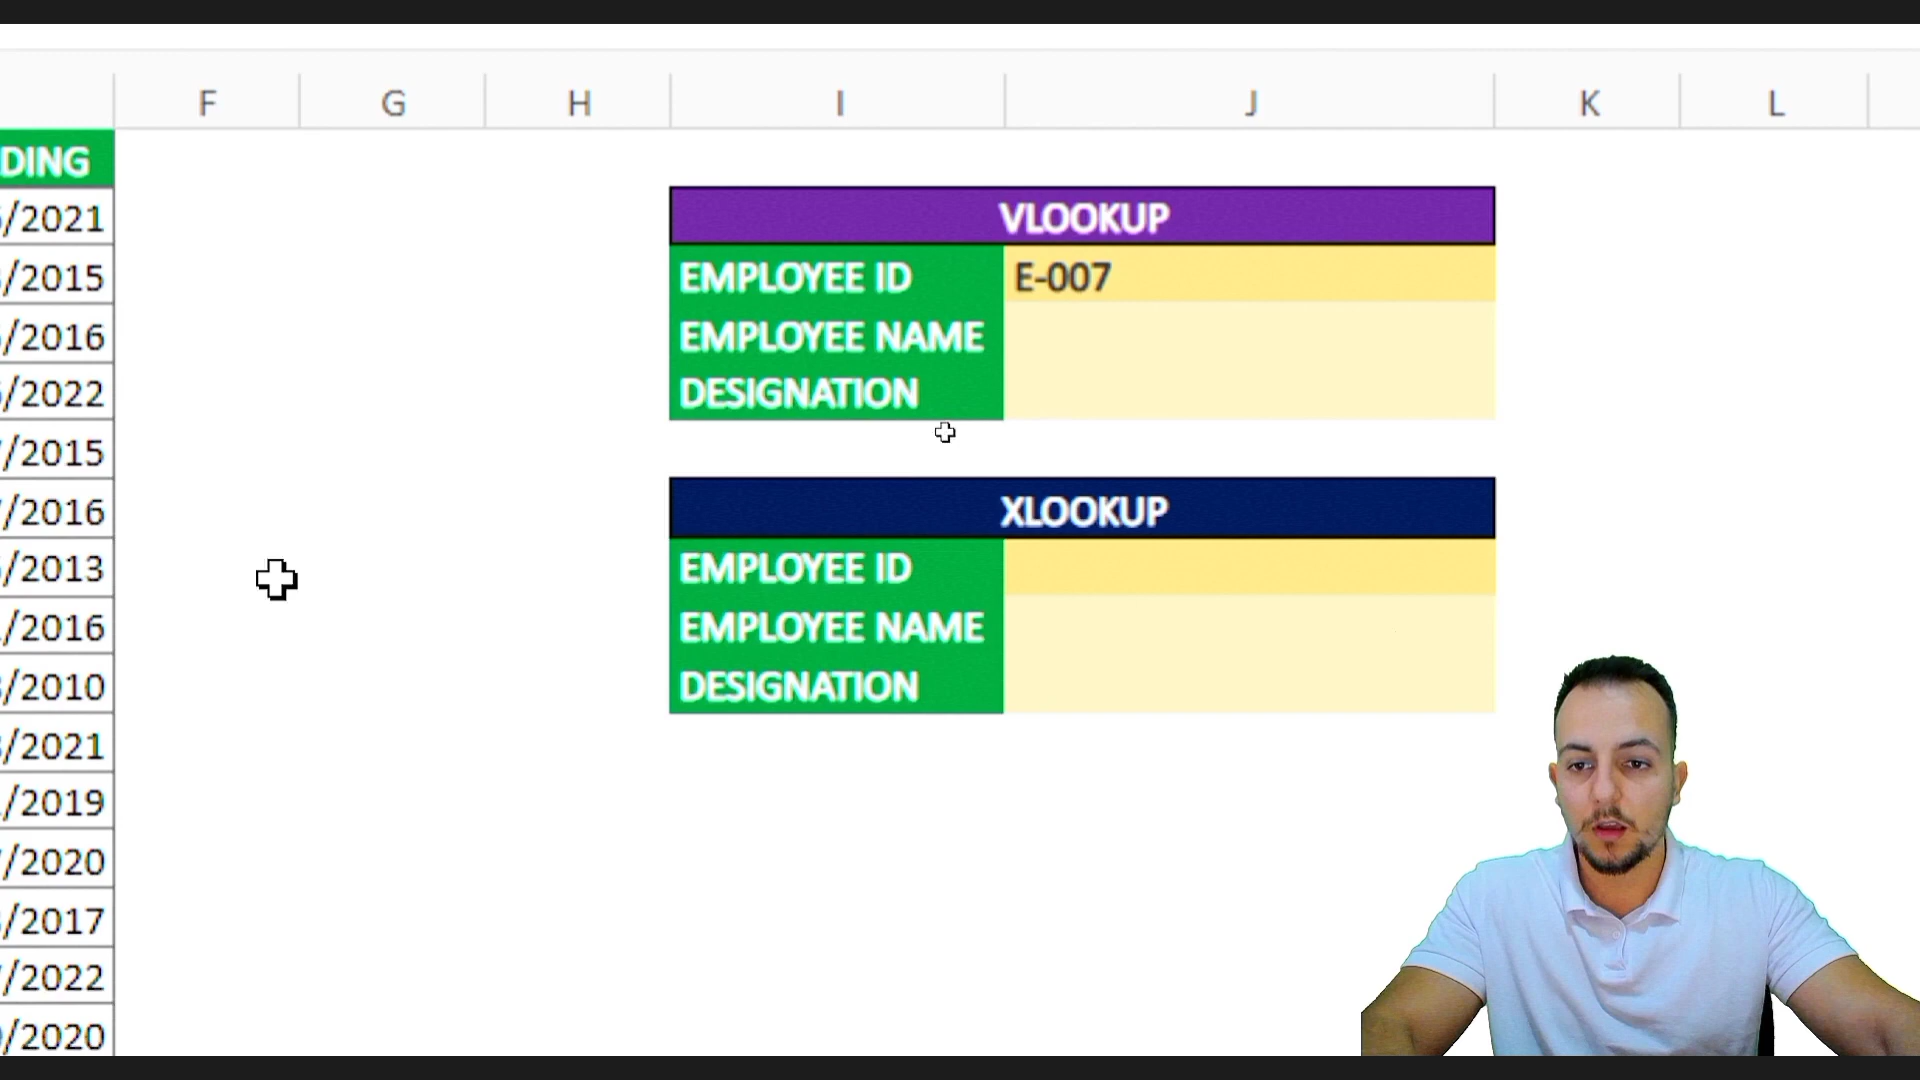 F G H I J K L
DING
/2021
/2015
/2016
/2022
/2015
/2016
/2013
/2016
/2010
/2021
/2019
/2020
/2017
/2022
/2020
VLOOKUP
EMPLOYEE ID E-007
EMPLOYEE NAME
DESIGNATION
XLOOKUP
EMPLOYEE ID
EMPLOYEE NAME
DESIGNATION